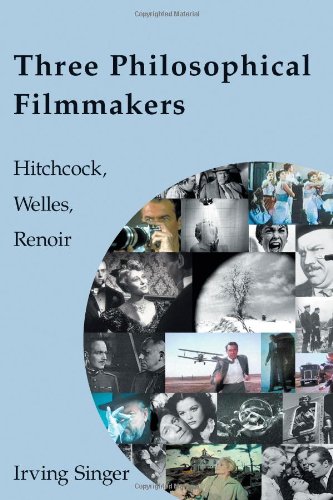 Three Philosophical
Filmmakers
Hitchcock,
Welles,
Renoir
Irving Singer